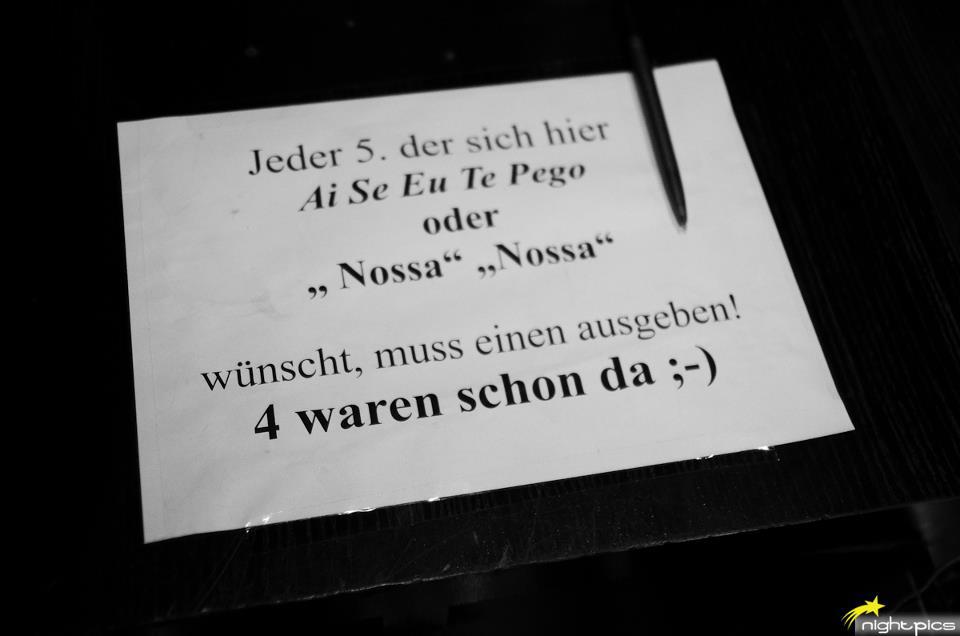 Jeder 5. der sich hier
Ai Se Eu Te Pego
oder
„ Nossa“ „Nossa“
wünscht, muss einen ausgeben!
4 waren schon da ;-)
nightpics